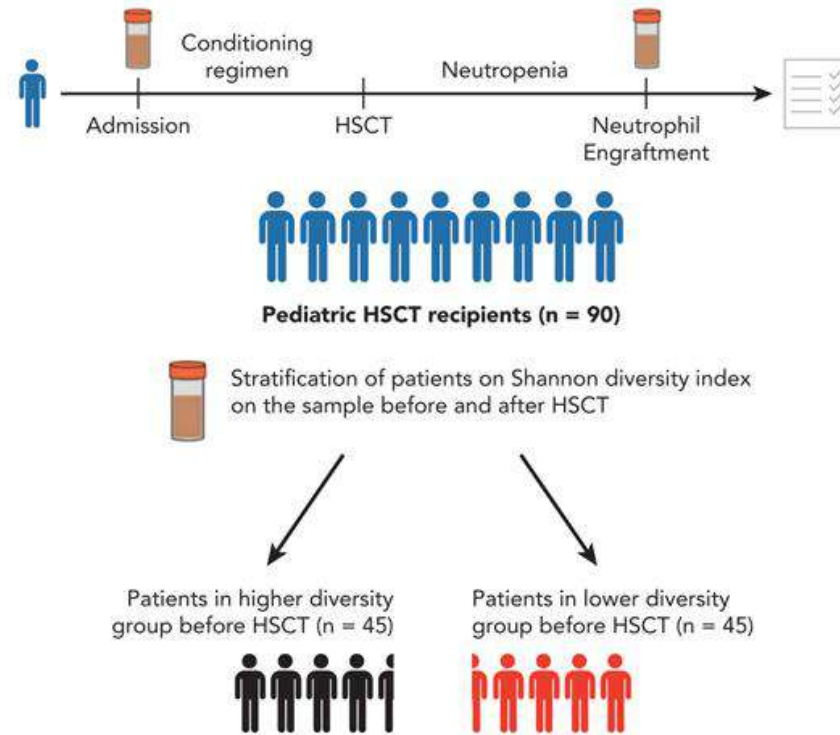 Conditioning
regimen
Neutropenia
Admission
HSCT
Neutrophil
Engraftment
Pediatric HSCT recipients (n = 90)
Stratification of patients on Shannon diversity index
on the sample before and after HSCT
Patients in higher diversity
group before HSCT (n = 45)
Patients in lower diversity
group before HSCT (n = 45)